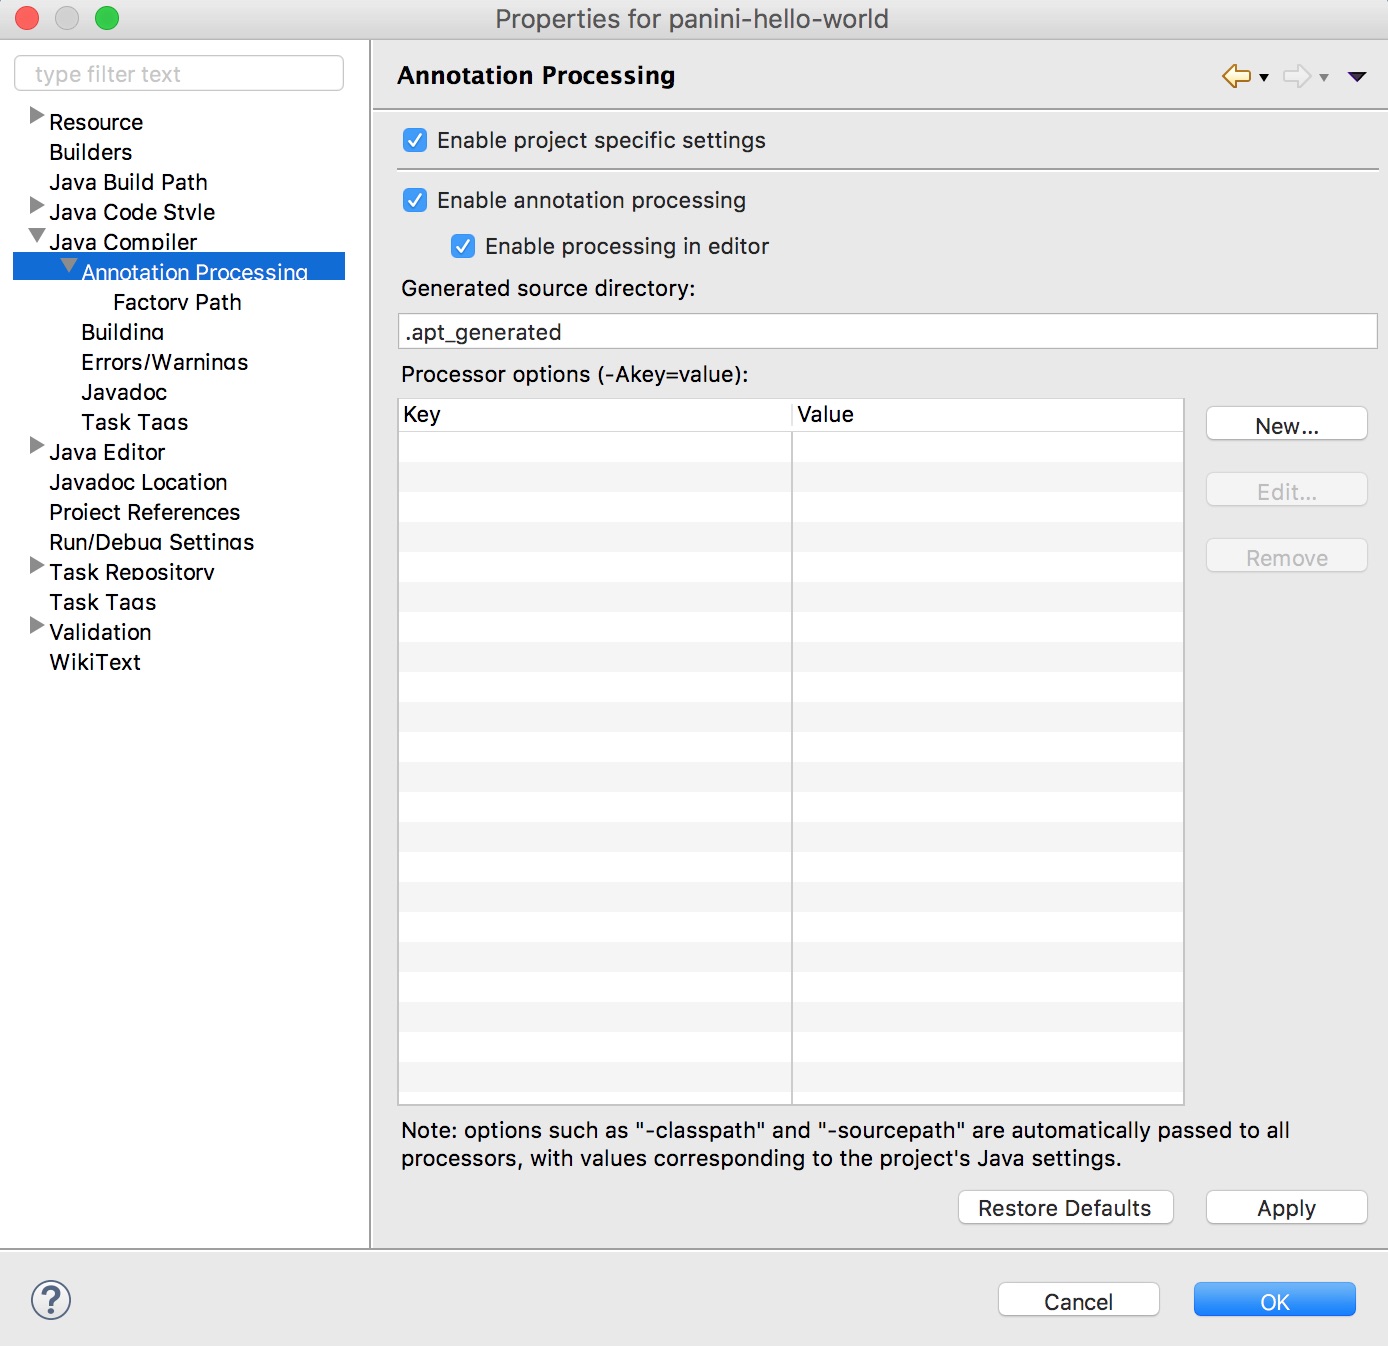 Properties for panini-hello-world
type filter text
Resource
Builders
Java Build Path
Java Code Style
Java Compiler
Annotation Processing
Factory Path
Building
Errors/Warnings
Javadoc
Task Tags
Java Editor
Javadoc Location
Project References
Run/Debug Settings
Task Repository
Task Tags
Validation
WikiText
Annotation Processing
Enable project specific settings
Enable annotation processing
Enable processing in editor
Generated source directory:
.apt_generated
Processor options (-Akey=value):
Key Value
New...
Edit...
Remove
Note: options such as "-classpath" and "-sourcepath" are automatically passed to all
processors, with values corresponding to the project's Java settings.
Restore Defaults Apply
? Cancel OK